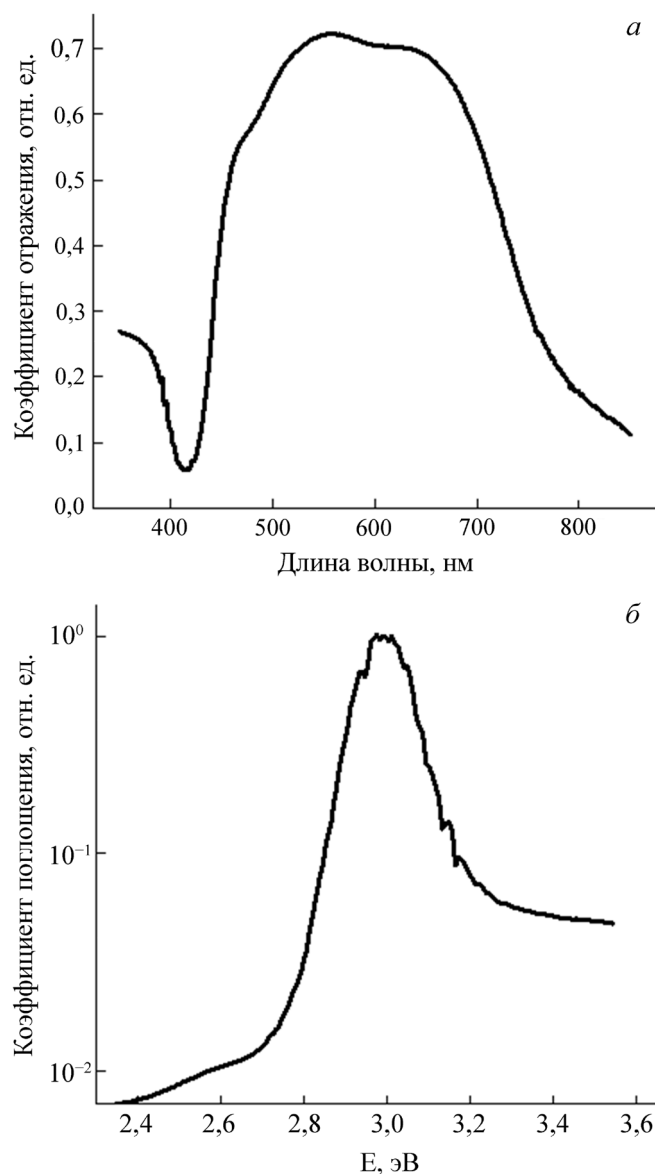 а
0,7
0,6
0,5
0,4
0,3
0,2
0,1
0,0
Коэффициент отражения, отн. ед.
400 500 600 700 800
Длина волны, нм
б
10⁰
10⁻¹
10⁻²
Коэффициент поглощения, отн. ед.
2,4 2,6 2,8 3,0 3,2 3,4 3,6
E, эВ